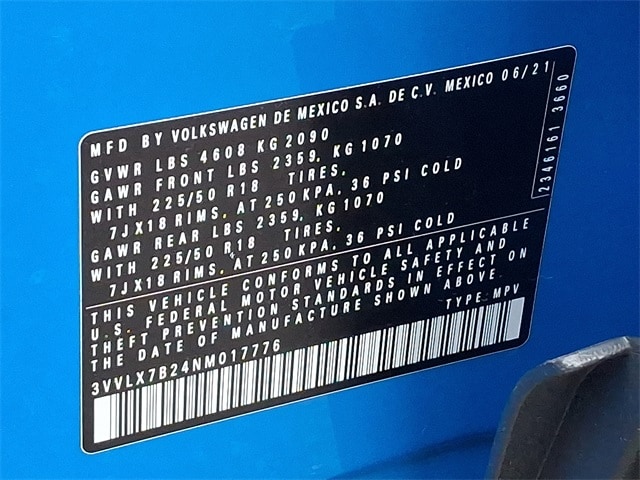 MFD BY VOLKSWAGEN DE MEXICO S.A. DE C.V. MEXICO 06/21
GVWR LBS 4608 KG 2090
GAWR FRONT LBS 2359, KG 1070
WITH 225/50 R18 TIRES,
7JX18 RIMS, AT 250 KPA, 36 PSI COLD
GAWR REAR LBS 2359, KG 1070
WITH 225/50 R18 TIRES,
7JX18 RIMS, AT 250 KPA, 36 PSI COLD
THIS VEHICLE CONFORMS TO ALL APPLICABLE
U.S. FEDERAL MOTOR VEHICLE SAFETY AND
THEFT PREVENTION STANDARDS IN EFFECT ON
DATE OF MANUFACTURE SHOWN ABOVE.
TYPE: MPV
3VVLX7B24NM017776
2346161 3660